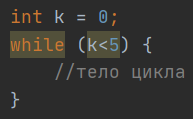 int k = 0;
while (k<5) {
    //тело цикла
}